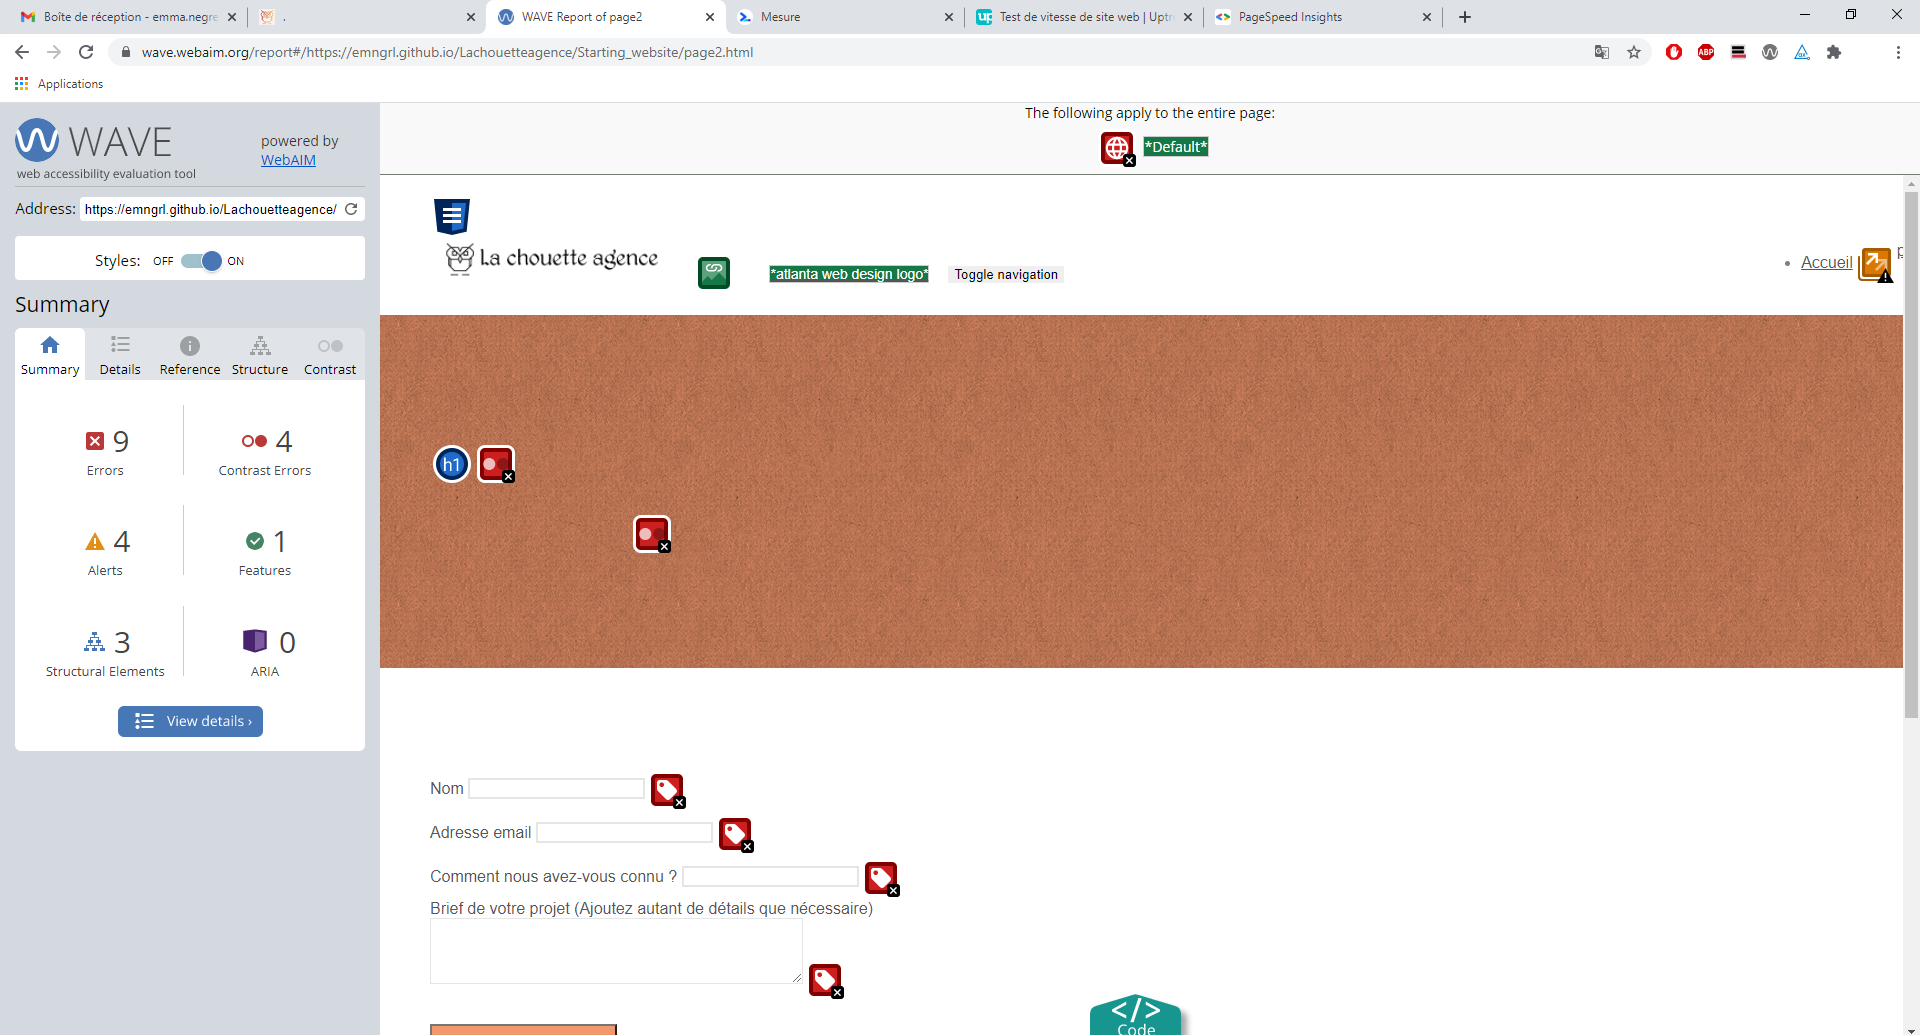 Boîte de réception - emma.negre
.
WAVE Report of page2
Mesure
Test de vitesse de site web | Uptr
PageSpeed Insights
wave.webaim.org/report#/https://emngrl.github.io/Lachouetteagence/Starting_website/page2.html
ABP
Applications
WAVE
web accessibility evaluation tool
powered by
WebAIM
Address: https://emngrl.github.io/Lachouetteagence/
Styles: OFF ON
Summary
Summary Details Reference Structure Contrast
9 Errors
4 Contrast Errors
4 Alerts
1 Features
3 Structural Elements
0 ARIA
View details ›
The following apply to the entire page:
*Default*
La chouette agence
*atlanta web design logo*
Toggle navigation
Accueil
h1
Nom
Adresse email
Comment nous avez-vous connu ?
Brief de votre projet (Ajoutez autant de détails que nécessaire)
</>
Code